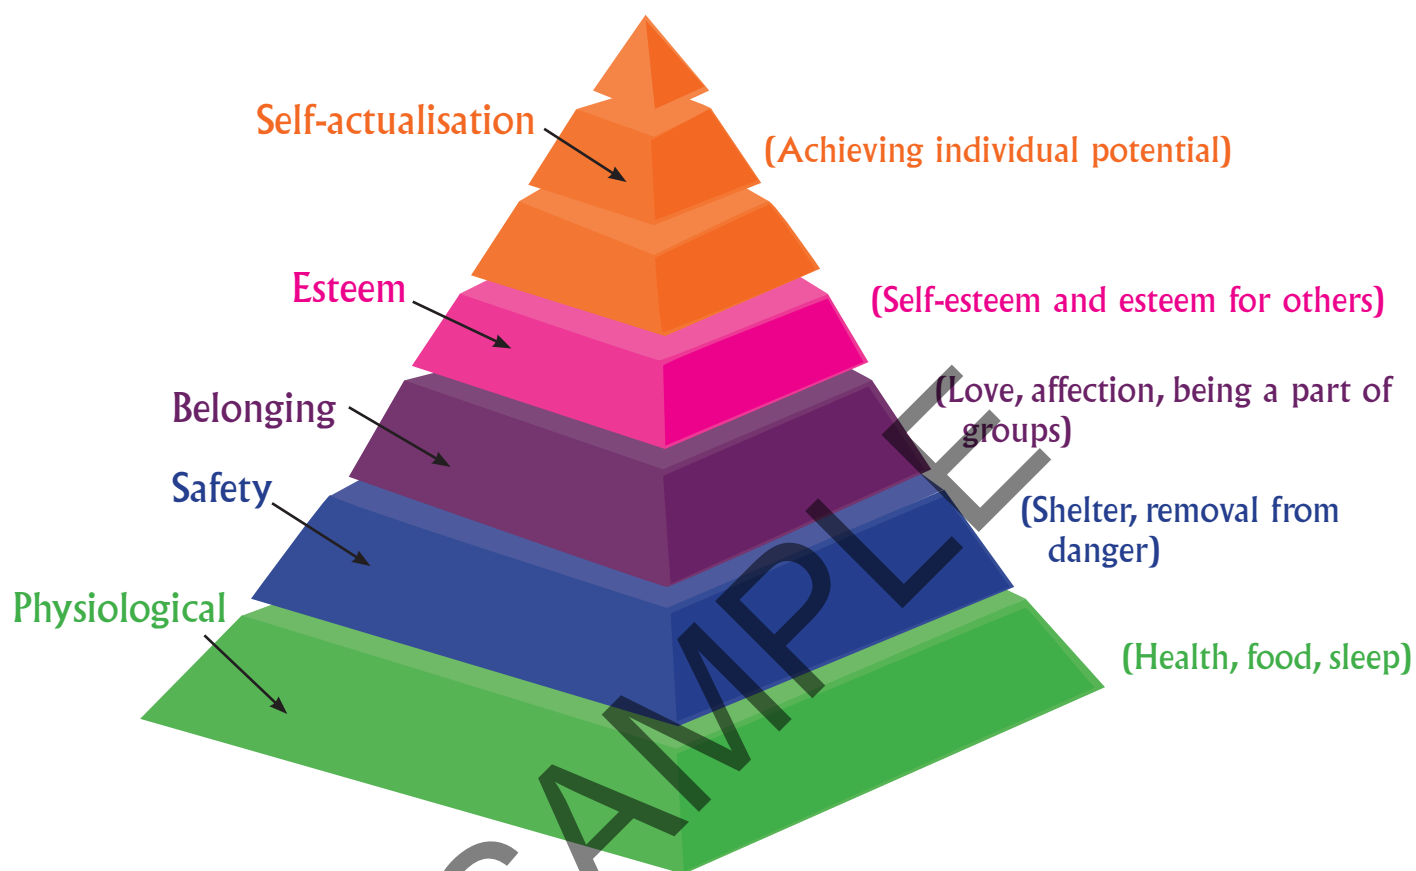 Self-actualisation
(Achieving individual potential)
Esteem
(Self-esteem and esteem for others)
Belonging
(Love, affection, being a part of
groups)
Safety
(Shelter, removal from
danger)
Physiological
(Health, food, sleep)
SAMPLE